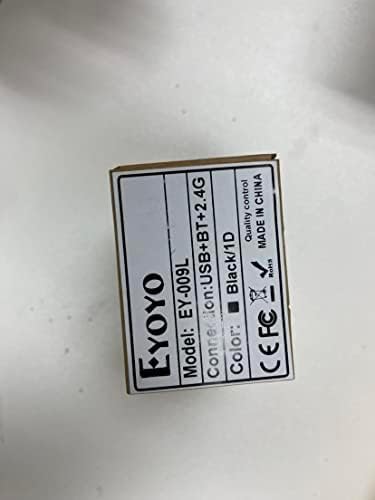 EYOYO
Model: EY-009L
Connection:USB+BT+2.4G
Color: ■ Black/1D
CE FC RoHS
Quality control
MADE IN CHINA